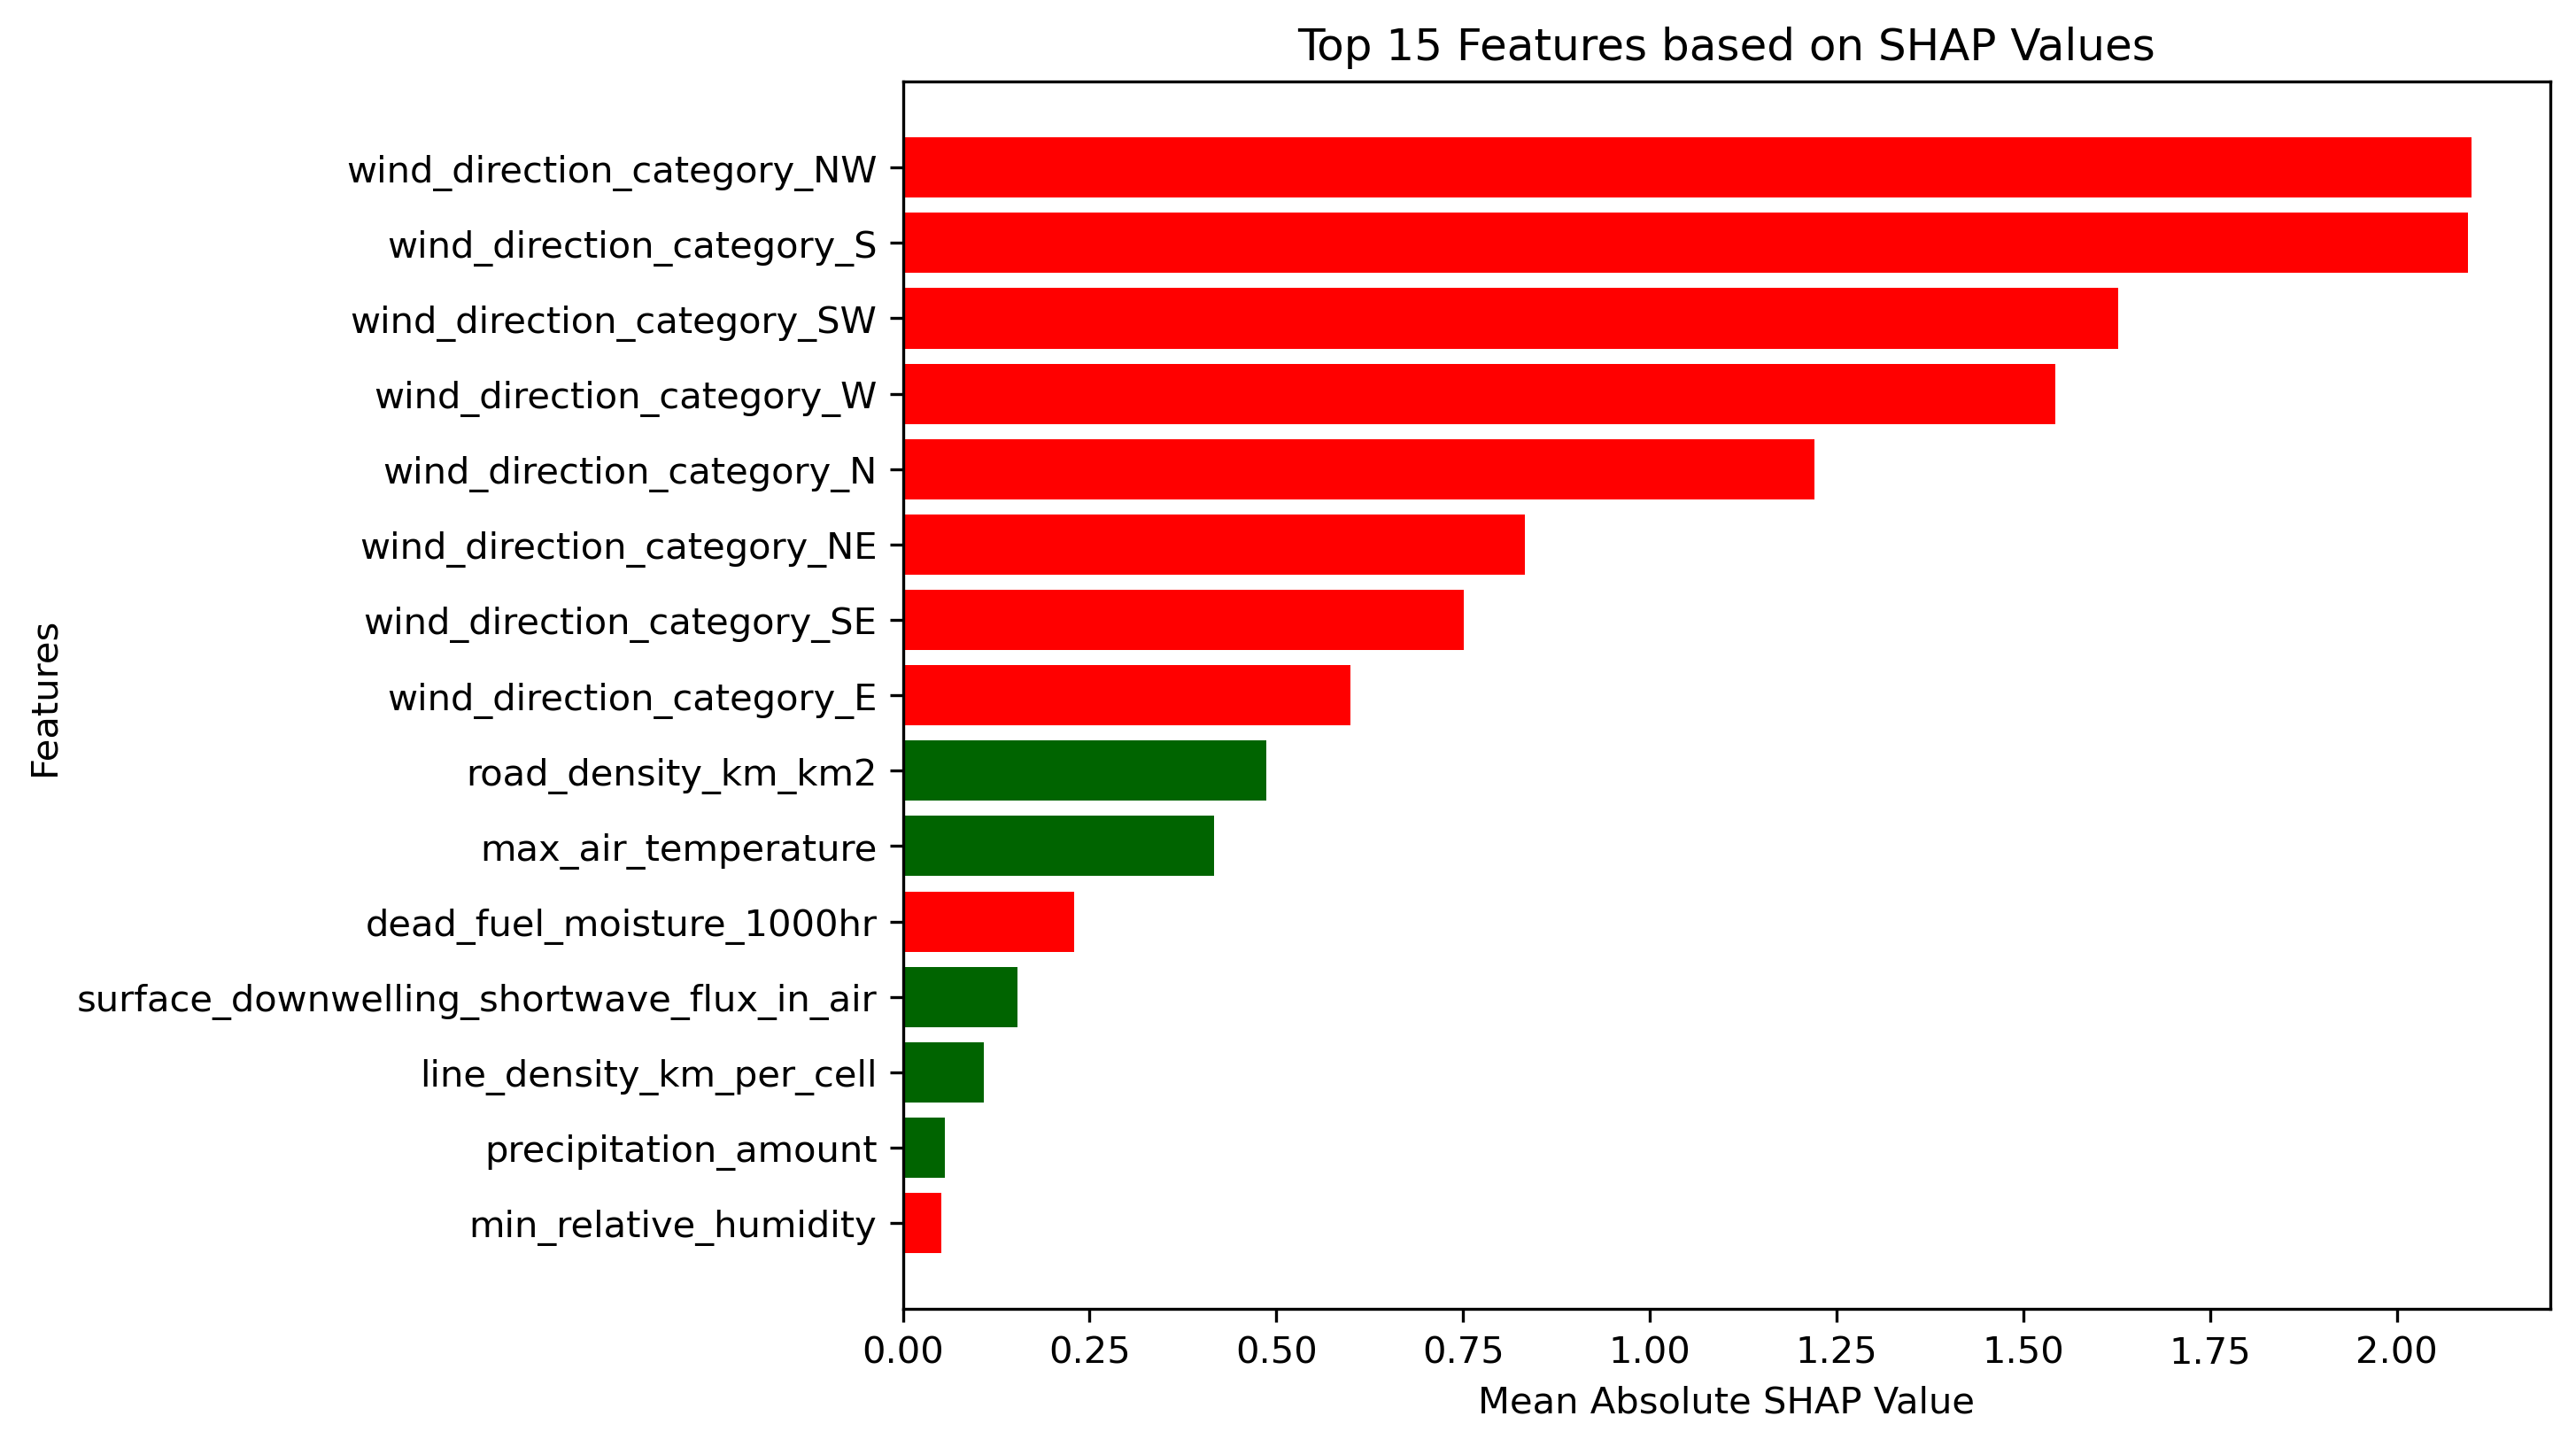 Top 15 Features based on SHAP Values
wind_direction_category_NW
wind_direction_category_S
wind_direction_category_SW
wind_direction_category_W
wind_direction_category_N
wind_direction_category_NE
wind_direction_category_SE
wind_direction_category_E
road_density_km_km2
max_air_temperature
dead_fuel_moisture_1000hr
surface_downwelling_shortwave_flux_in_air
line_density_km_per_cell
precipitation_amount
min_relative_humidity
Features
0.00 0.25 0.50 0.75 1.00 1.25 1.50 1.75 2.00
Mean Absolute SHAP Value